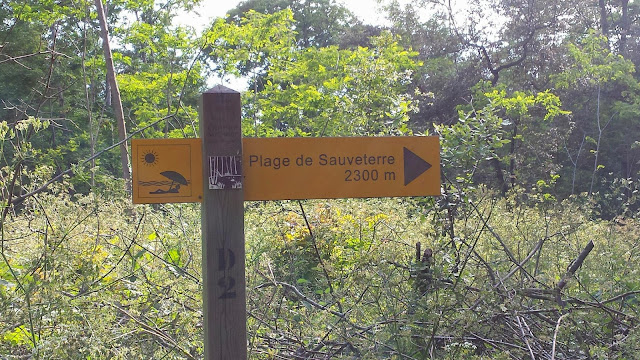 Plage de Sauveterre
2300 m
D
2